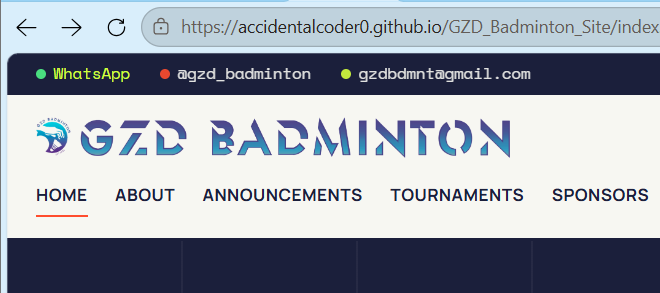 https://accidentalcoder0.github.io/GZD_Badminton_Site/index
WhatsApp @gzd_badminton gzdbdmnt@gmail.com
GZD BADMINTON
HOME ABOUT ANNOUNCEMENTS TOURNAMENTS SPONSORS